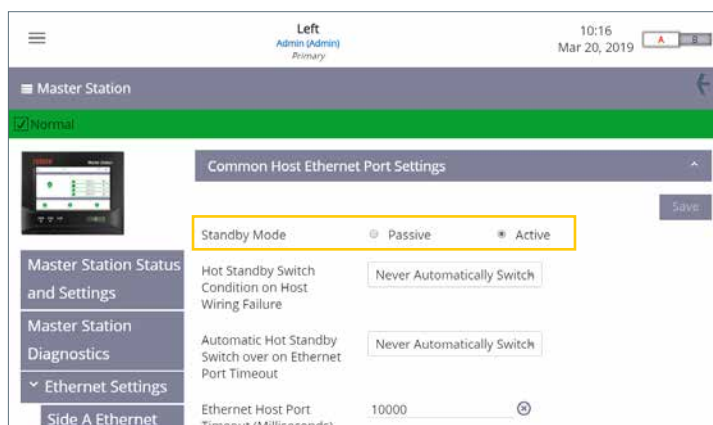 Left
Admin (Admin)
Primary
10:16
Mar 20, 2019
A
B
Master Station
Normal
Common Host Ethernet Port Settings
Save
Standby Mode
Passive
Active
Master Station Status
and Settings
Master Station
Diagnostics
Ethernet Settings
Side A Ethernet
Hot Standby Switch
Condition on Host
Wiring Failure
Never Automatically Switch
Automatic Hot Standby
Switch over on Ethernet
Port Timeout
Never Automatically Switch
Ethernet Host Port
Timeout (Milliseconds)
10000